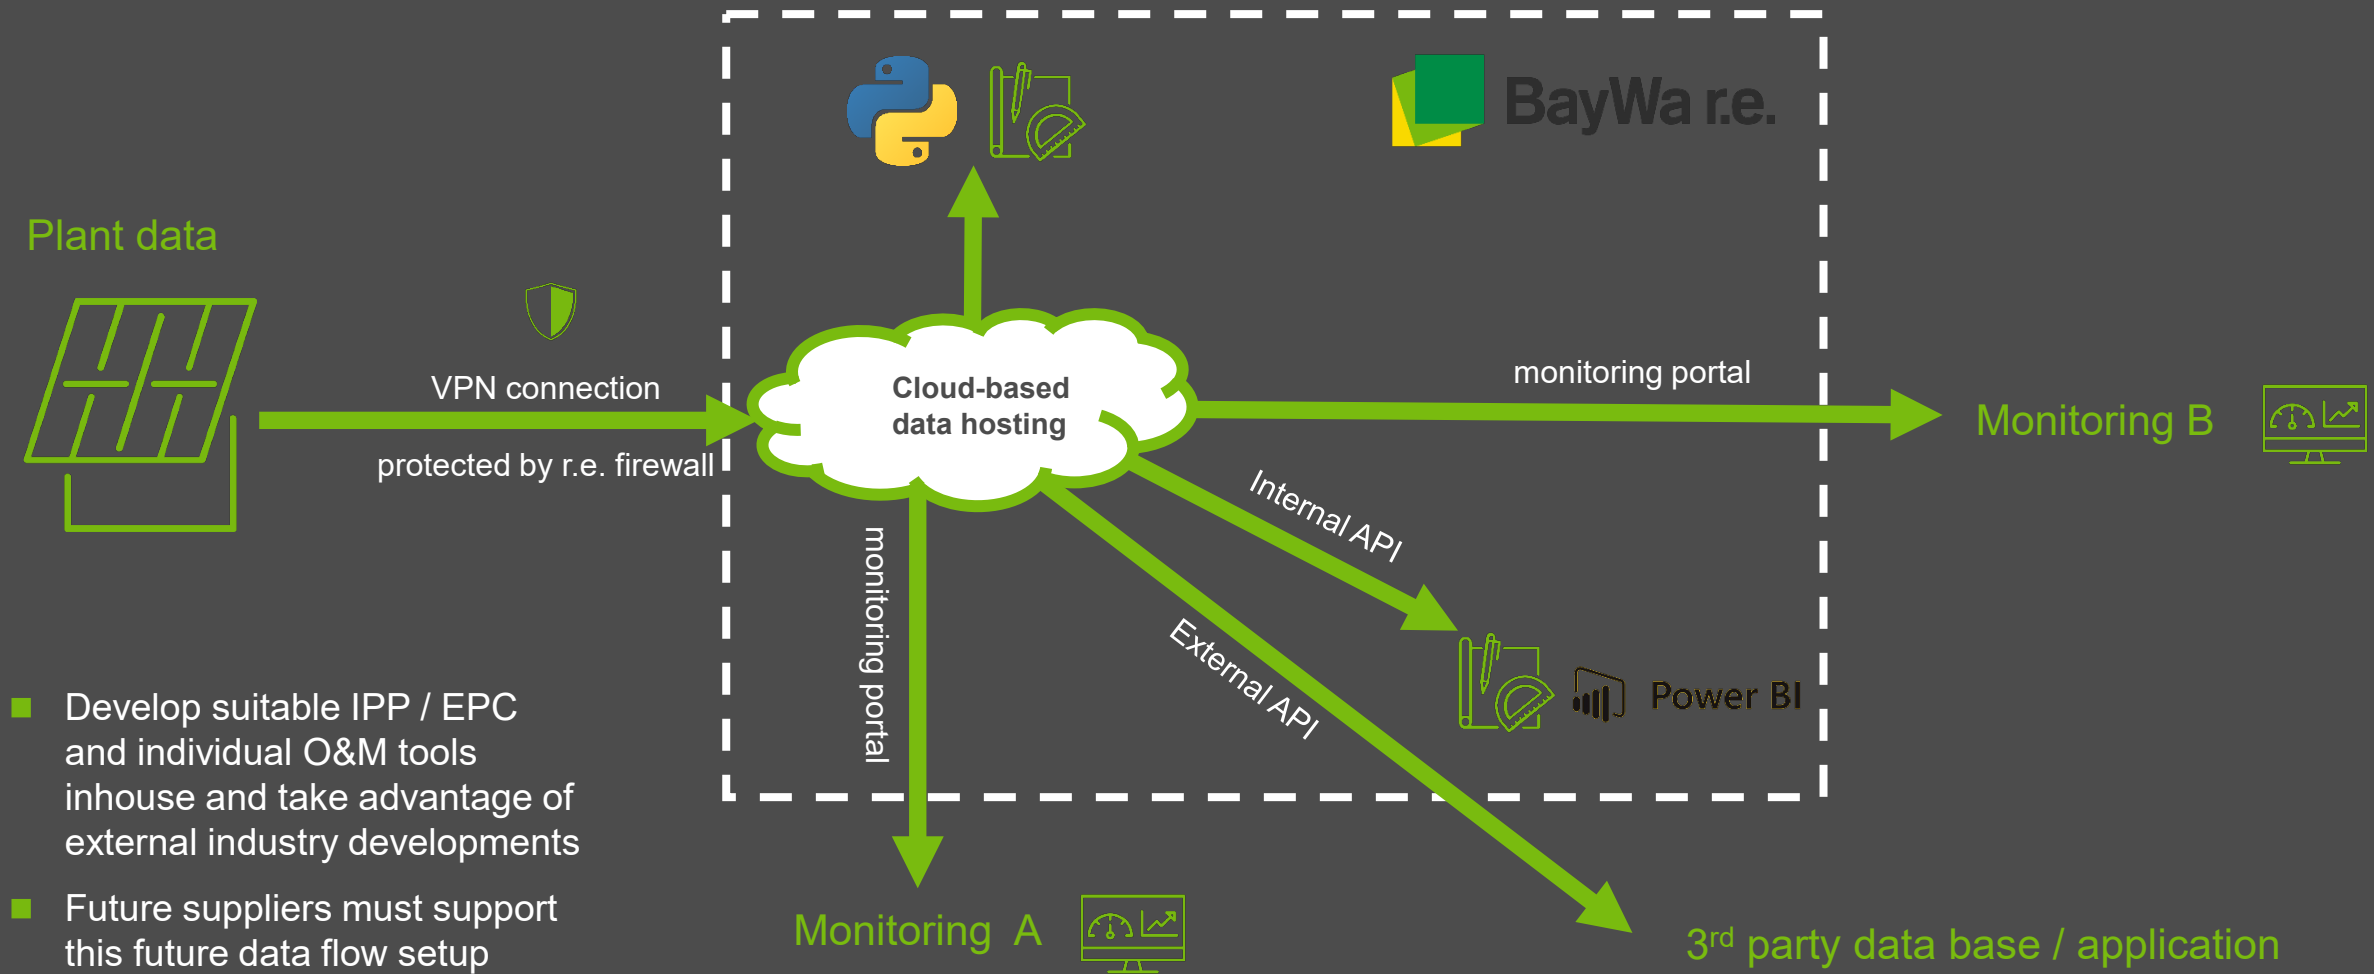 BayWa r.e.
Plant data
VPN connection
protected by r.e. firewall
Cloud-based
data hosting
monitoring portal
Monitoring B
Internal API
External API
monitoring portal
Power BI
Develop suitable IPP / EPC
and individual O&M tools
inhouse and take advantage of
external industry developments
Future suppliers must support
this future data flow setup
Monitoring A
3rd party data base / application